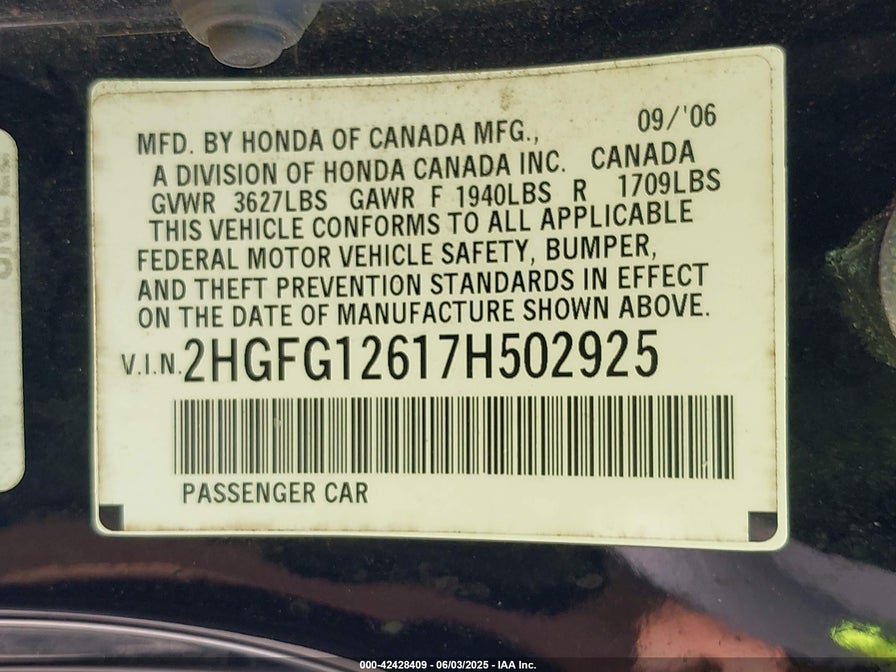 09/'06
MFD. BY HONDA OF CANADA MFG.,
A DIVISION OF HONDA CANADA INC. CANADA
GVWR 3627LBS GAWR F 1940LBS R 1709LBS
THIS VEHICLE CONFORMS TO ALL APPLICABLE
FEDERAL MOTOR VEHICLE SAFETY, BUMPER,
AND THEFT PREVENTION STANDARDS IN EFFECT
ON THE DATE OF MANUFACTURE SHOWN ABOVE.
V.I.N.2HGFG12617H502925
PASSENGER CAR
000-42428409 - 06/03/2025 - IAA Inc.